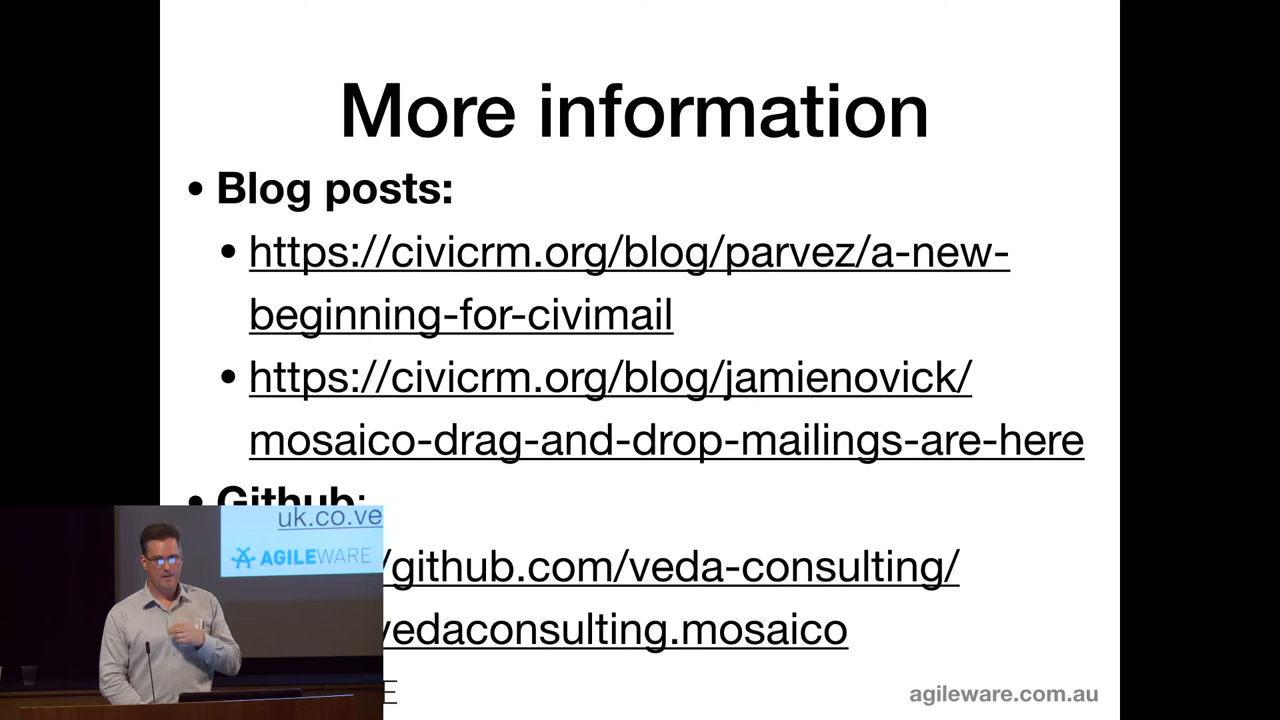 More information
• Blog posts:
• https://civicrm.org/blog/parvez/a-new-
beginning-for-civimail
• https://civicrm.org/blog/jamienovick/
mosaico-drag-and-drop-mailings-are-here
• Github:
/github.com/veda-consulting/
vedaconsulting.mosaico
uk.co.ve
AGILEWARE
E
agileware.com.au